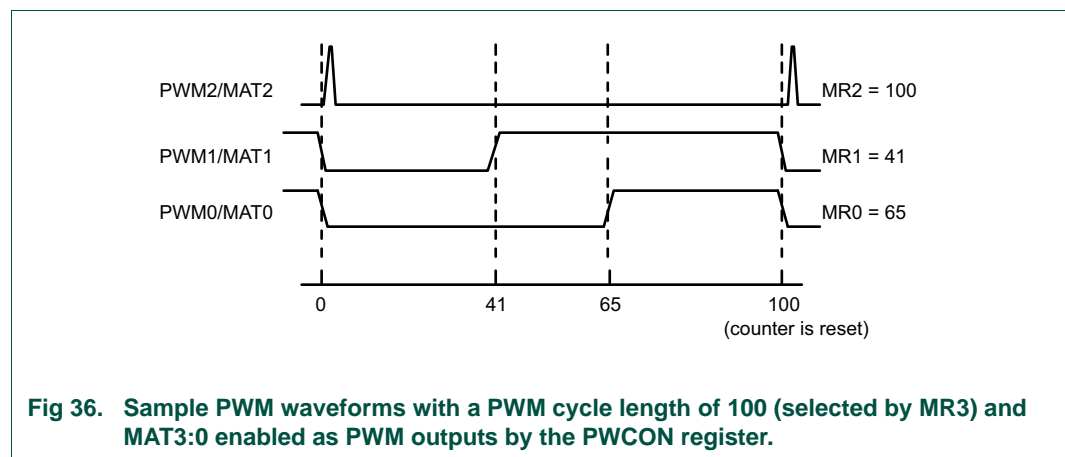 PWM2/MAT2 MR2 = 100
PWM1/MAT1 MR1 = 41
PWM0/MAT0 MR0 = 65
0 41 65 100
(counter is reset)
Fig 36. Sample PWM waveforms with a PWM cycle length of 100 (selected by MR3) and
MAT3:0 enabled as PWM outputs by the PWCON register.